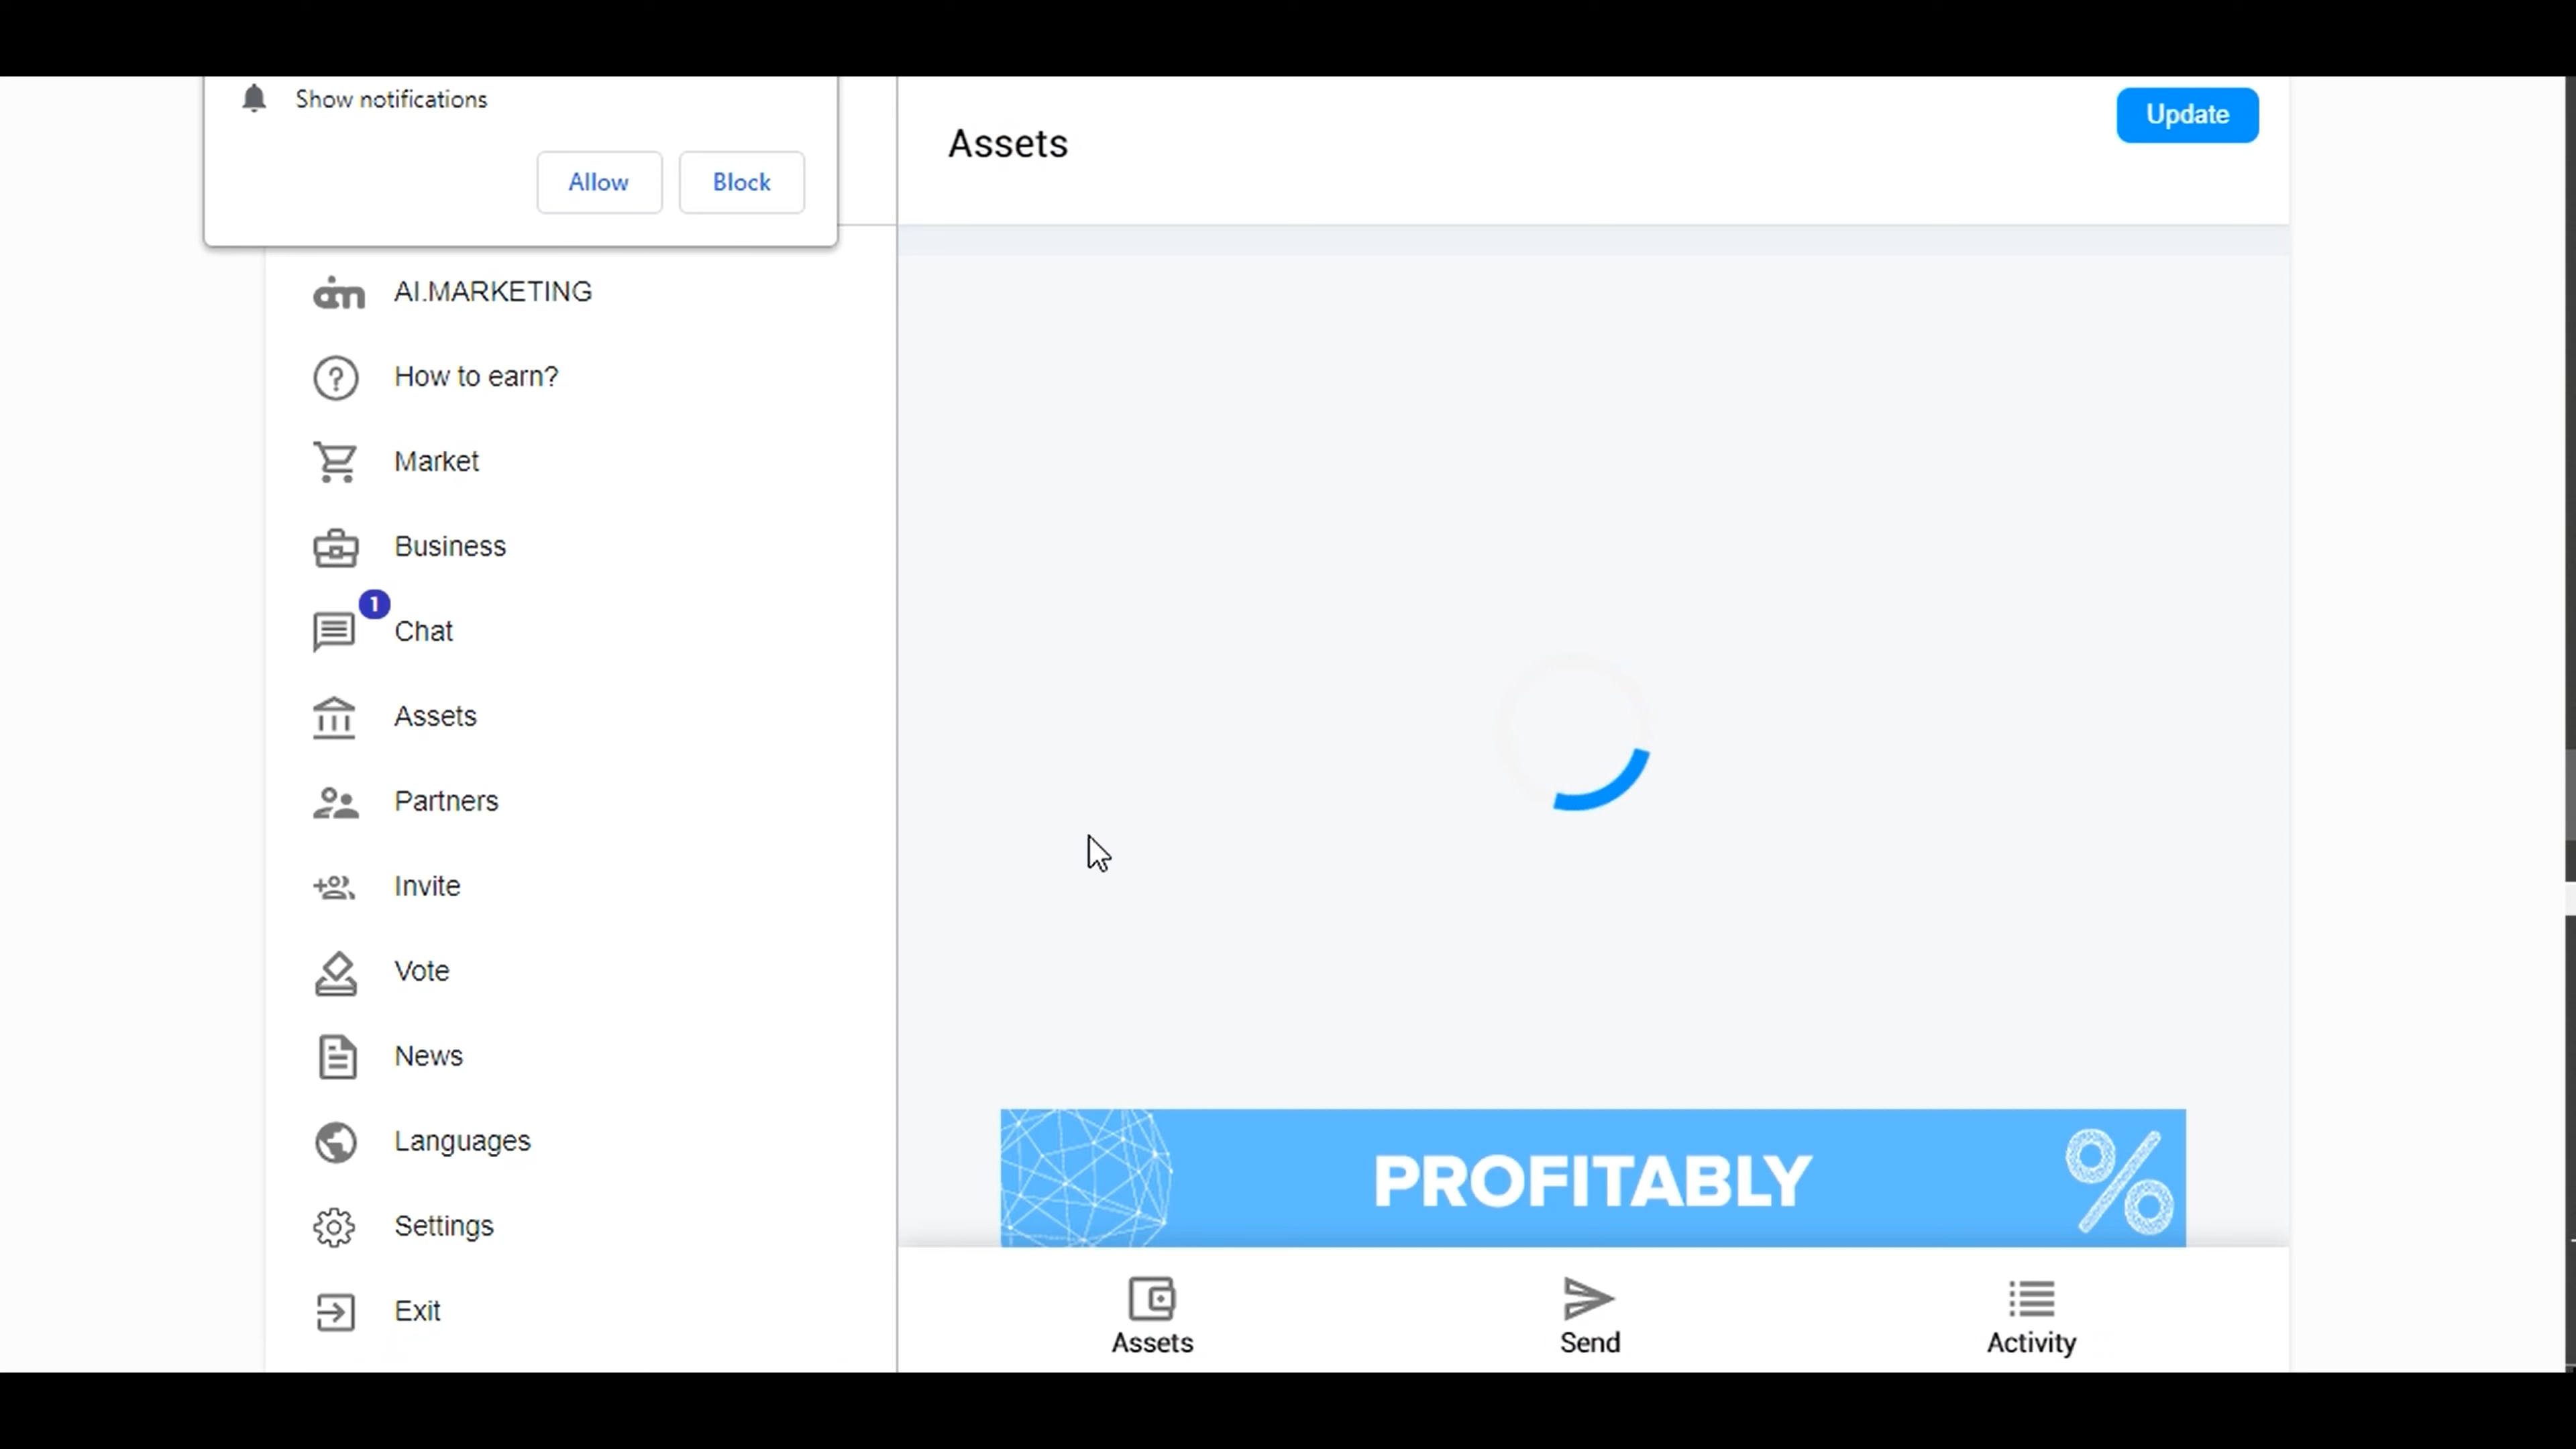 Show notifications
Allow
Block
Assets
Update
am
AI.MARKETING
How to earn?
Market
Business
1
Chat
Assets
Partners
Invite
Vote
News
Languages
Settings
Exit
PROFITABLY
%
Assets
Send
Activity